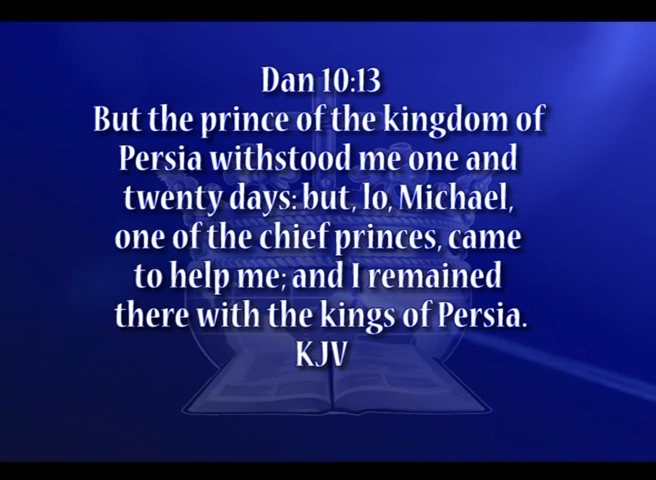 Dan 10:13
But the prince of the kingdom of
Persia withstood me one and
twenty days: but, lo, Michael,
one of the chief princes, came
to help me; and I remained
there with the kings of Persia.
KJV